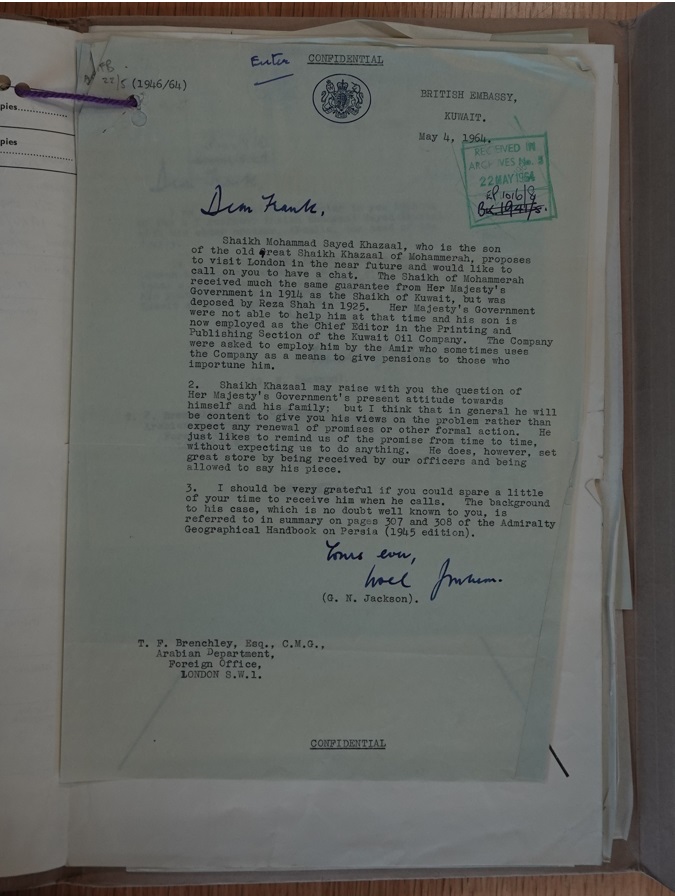 Enter
CONFIDENTIAL
22/5 (1946/64)
pies
pies
BRITISH EMBASSY,
KUWAIT.
May 4, 1964.
RECEIVED IN
ARCHIVES No.
22 MAY 1964
EP 1016/8
Dear Frank,
Shaikh Mohammad Sayed Khazaal, who is the son
of the old great Shaikh Khazaal of Mohammerah, proposes
to visit London in the near future and would like to
call on you to have a chat. The Shaikh of Mohammerah
received much the same guarantee from Her Majesty's
Government in 1914 as the Shaikh of Kuwait, but was
deposed by Reza Shah in 1925. Her Majesty's Government
were not able to help him at that time and his son is
now employed as the Chief Editor in the Printing and
Publishing Section of the Kuwait Oil Company. The Company
were asked to employ him by the Amir who sometimes uses
the Company as a means to give pensions to those who
importune him.
2. Shaikh Khazaal may raise with you the question of
Her Majesty's Government's present attitude towards
himself and his family; but I think that in general he will
be content to give you his views on the problem rather than
expect any renewal of promises or other formal action. He
just likes to remind us of the promise from time to time,
without expecting us to do anything. He does, however, set
great store by being received by our officers and being
allowed to say his piece.
3. I should be very grateful if you could spare a little
of your time to receive him when he calls. The background
to his case, which is no doubt well known to you, is
referred to in summary on pages 307 and 308 of the Admiralty
Geographical Handbook on Persia (1945 edition).
Yours ever,
Noel Jackson.
(G. N. Jackson).
T. F. Brenchley, Esq., C.M.G.,
Arabian Department,
Foreign Office,
LONDON S.W.1.
CONFIDENTIAL